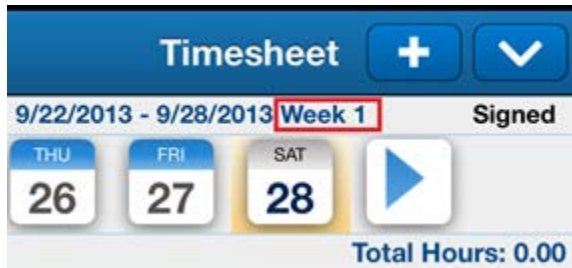 Timesheet
9/22/2013 - 9/28/2013 Week 1 Signed
THU FRI SAT
26 27 28
Total Hours: 0.00